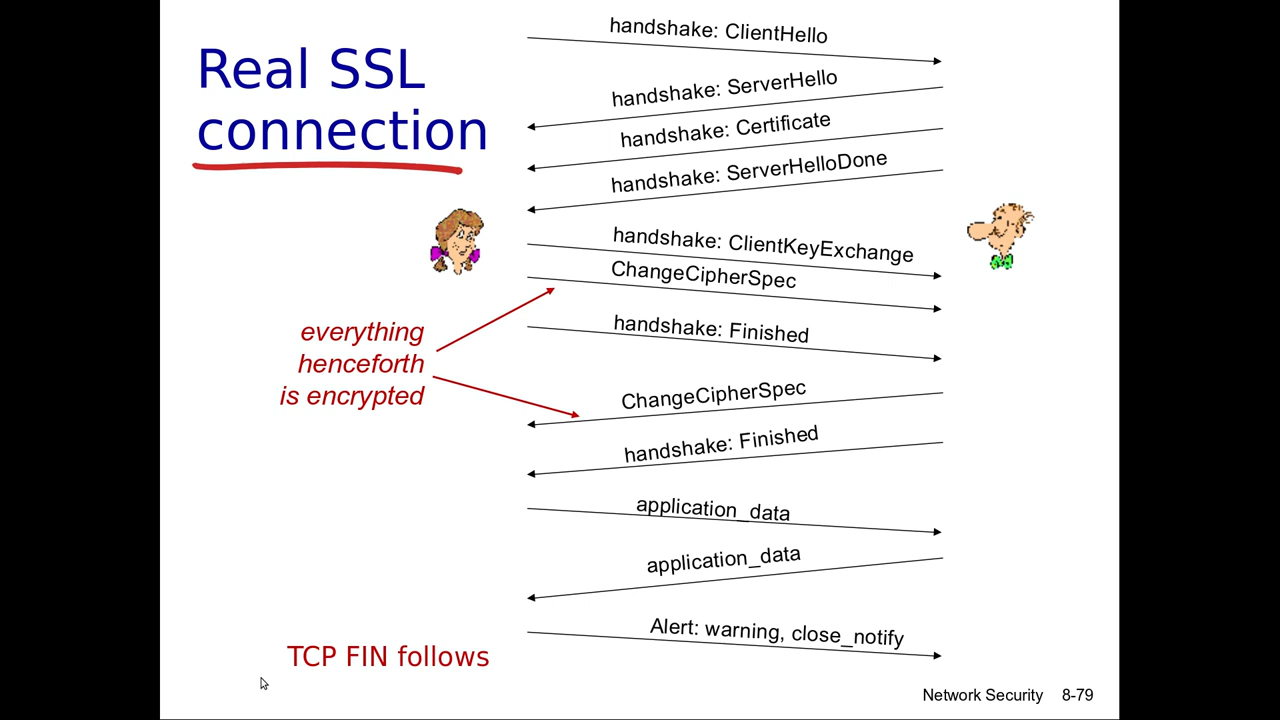 Real SSL
connection
handshake: ClientHello
handshake: ServerHello
handshake: Certificate
handshake: ServerHelloDone
handshake: ClientKeyExchange
ChangeCipherSpec
handshake: Finished
everything
henceforth
is encrypted
ChangeCipherSpec
handshake: Finished
application_data
application_data
Alert: warning, close_notify
TCP FIN follows
Network Security 8-79